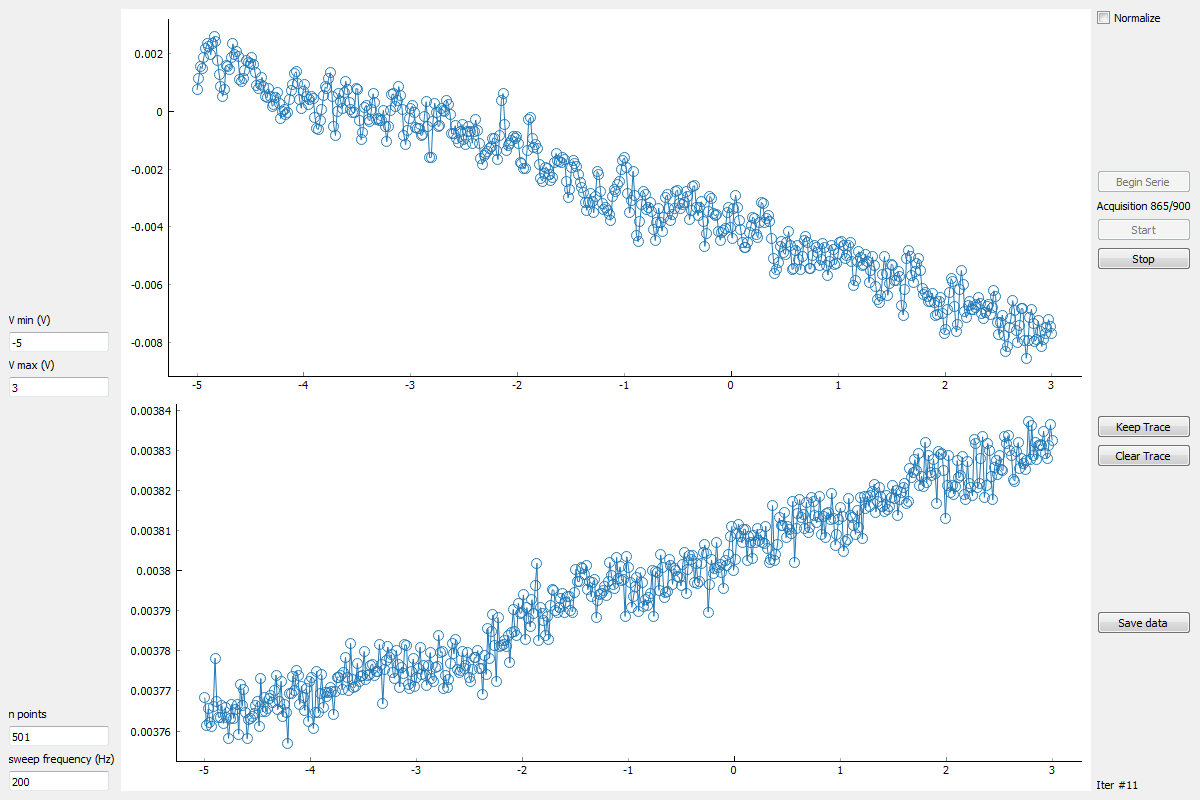 Normalize
0.002
0
-0.002
-0.004
-0.006
-0.008
-5 -4 -3 -2 -1 0 1 2 3
Begin Serie
Acquisition 865/900
Start
Stop
V min (V)
-5
V max (V)
3
0.00384
0.00383
0.00382
0.00381
0.0038
0.00379
0.00378
0.00377
0.00376
-5 -4 -3 -2 -1 0 1 2 3
Keep Trace
Clear Trace
Save data
n points
501
sweep frequency (Hz)
200
Iter #11